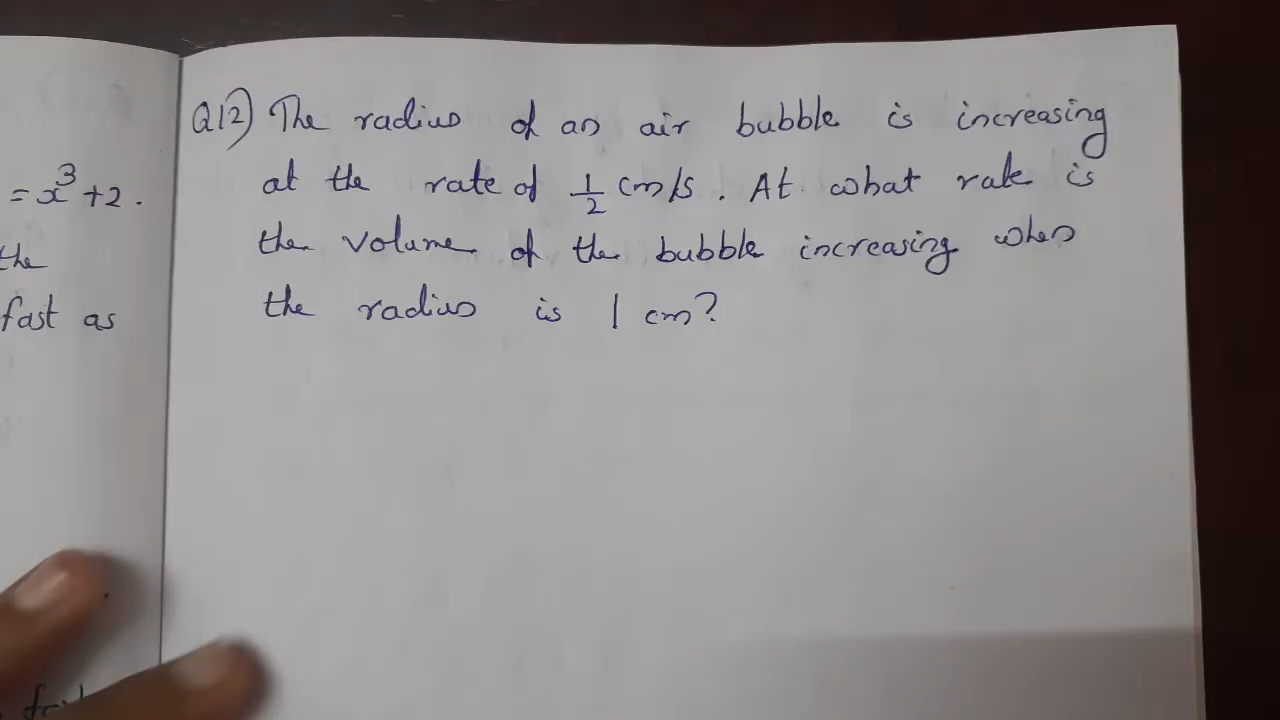 = x³ + 2 .
the
fast as
Q12) The radius of an air bubble is increasing
at the rate of 1/2 cm/s . At what rate is
the volume of the bubble increasing when
the radius is 1 cm?